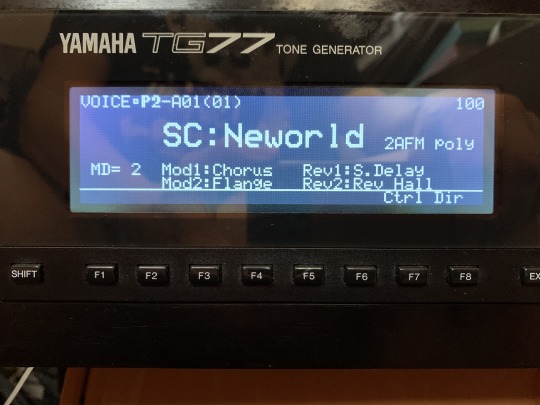 YAMAHA TG77 TONE GENERATOR
VOICE•P2-A01(01) 100
SC:Neworld 2AFM poly
MD= 2 Mod1:Chorus Rev1:S.Delay
Mod2:Flange Rev2:Rev Hall
Ctrl Dir
SHIFT F1 F2 F3 F4 F5 F6 F7 F8 EX